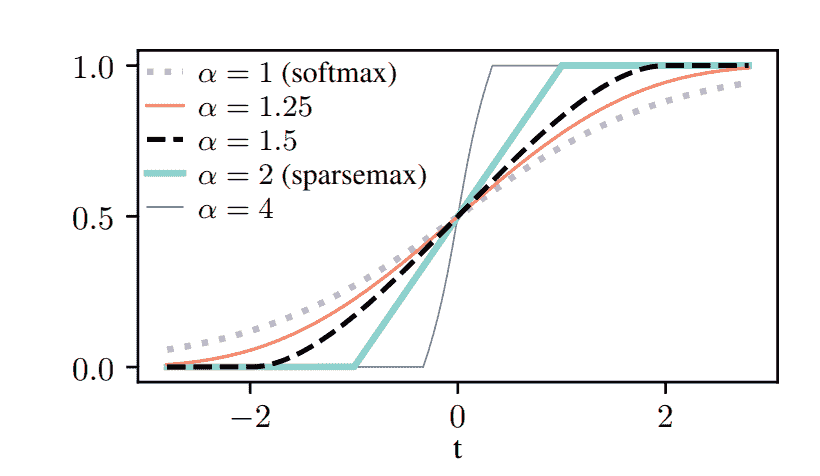 1.0
0.5
0.0
α = 1 (softmax)
α = 1.25
α = 1.5
α = 2 (sparsemax)
α = 4
−2
0
2
t